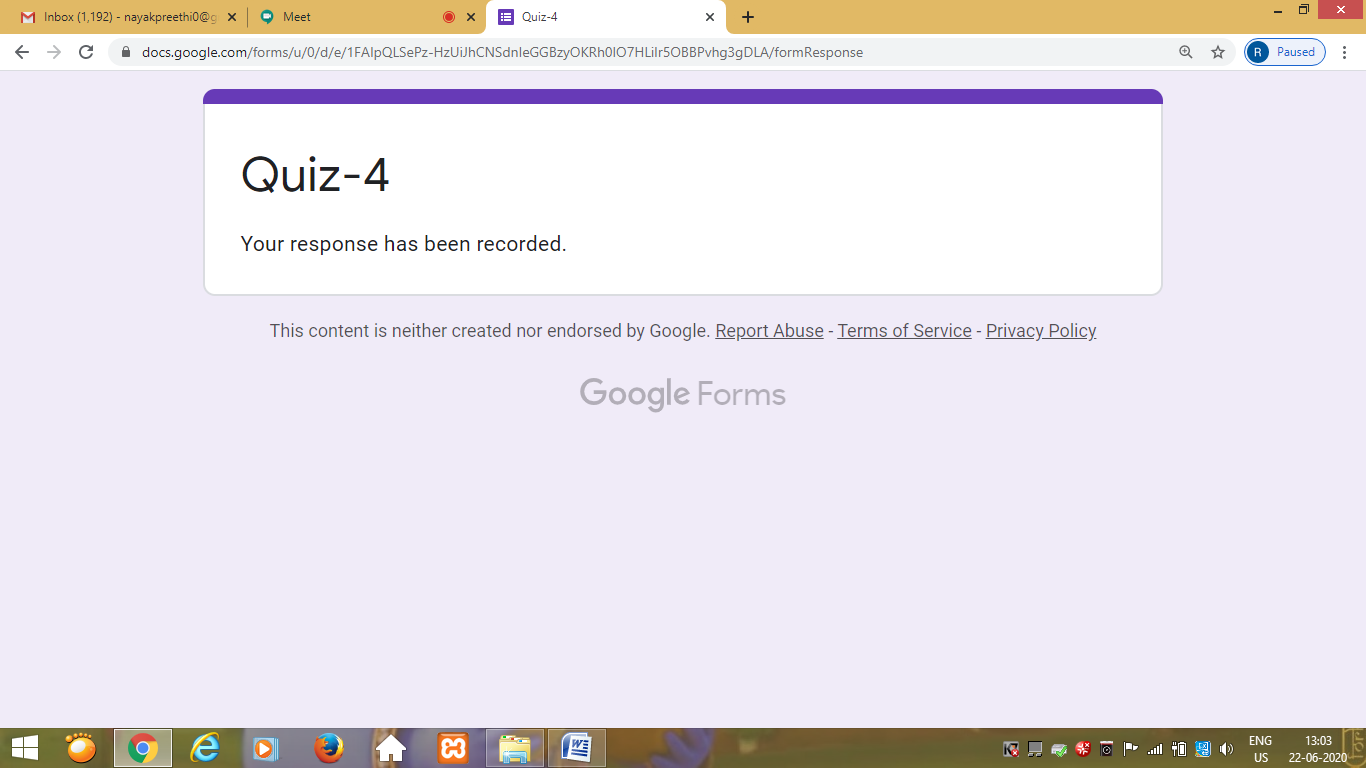 Inbox (1,192) - nayakpreethi0@g
Meet
Quiz-4
docs.google.com/forms/u/0/d/e/1FAIpQLSePz-HzUiJhCNSdnIeGGBzyOKRh0IO7HLiIr5OBBPvhg3gDLA/formResponse
R Paused
Quiz-4
Your response has been recorded.
This content is neither created nor endorsed by Google. Report Abuse - Terms of Service - Privacy Policy
Google Forms
ENG 13:03
US 22-06-2020